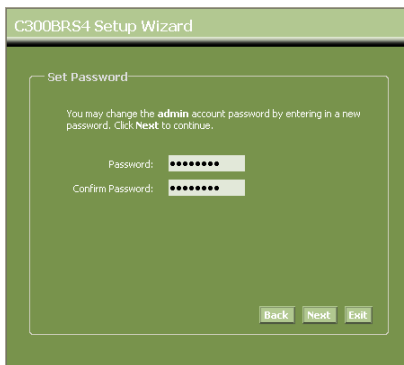 C300BRS4 Setup Wizard
Set Password
You may change the admin account password by entering in a new
password. Click Next to continue.
Password: ●●●●●●●●
Confirm Password: ●●●●●●●●
Back Next Exit